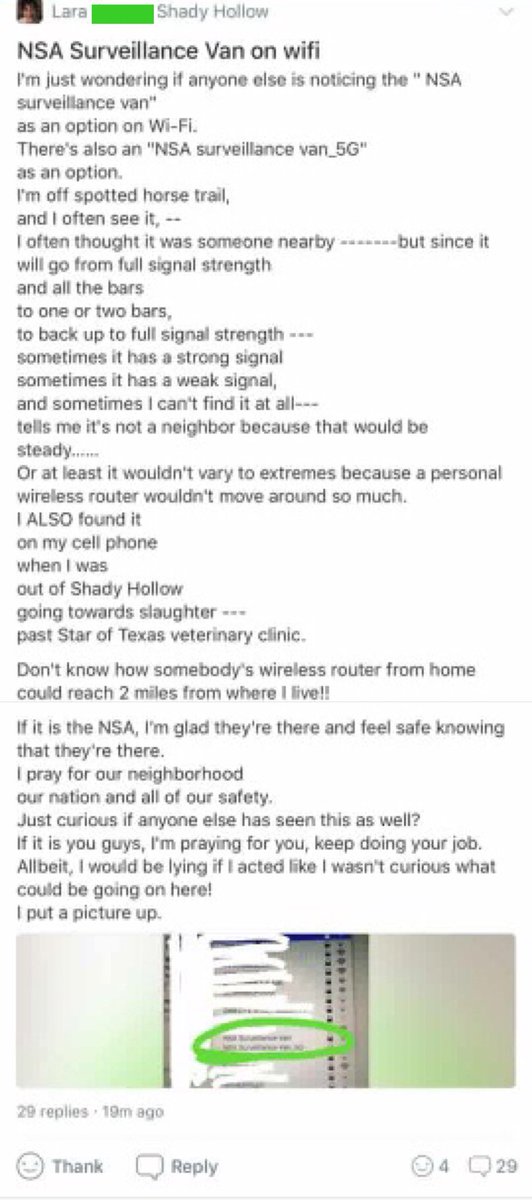 Lara Shady Hollow
NSA Surveillance Van on wifi
I'm just wondering if anyone else is noticing the " NSA
surveillance van"
as an option on Wi-Fi.
There's also an "NSA surveillance van_5G"
as an option.
I'm off spotted horse trail,
and I often see it, --
I often thought it was someone nearby -------but since it
will go from full signal strength
and all the bars
to one or two bars,
to back up to full signal strength ---
sometimes it has a strong signal
sometimes it has a weak signal,
and sometimes I can't find it at all---
tells me it's not a neighbor because that would be
steady......
Or at least it wouldn't vary to extremes because a personal
wireless router wouldn't move around so much.
I ALSO found it
on my cell phone
when I was
out of Shady Hollow
going towards slaughter ---
past Star of Texas veterinary clinic.
Don't know how somebody's wireless router from home
could reach 2 miles from where I live!!
If it is the NSA, I'm glad they're there and feel safe knowing
that they're there.
I pray for our neighborhood
our nation and all of our safety.
Just curious if anyone else has seen this as well?
If it is you guys, I'm praying for you, keep doing your job.
Allbeit, I would be lying if I acted like I wasn't curious what
could be going on here!
I put a picture up.
NSA Surveillance Van
NSA Surveillance Van_5G
29 replies · 19m ago
Thank Reply 4 29